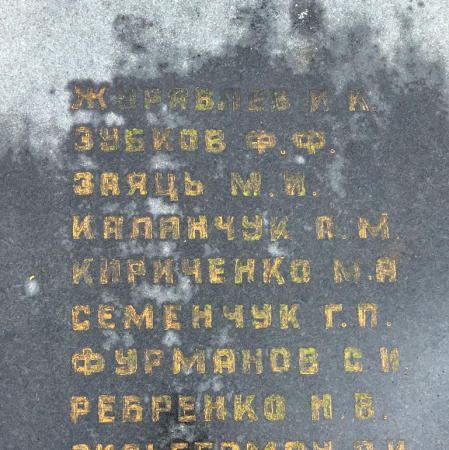 ЖУРАВЛЕВ И. К.
ЗУБКОВ Ф. Ф.
ЗАЯЦЬ М. И.
КАЛАНЧУК А. М.
КИРИЧЕНКО М. А
СЕМЕНЧУК Г. П.
ФУРМАНОВ С. И.
РЕБРЕНКО Н. В.